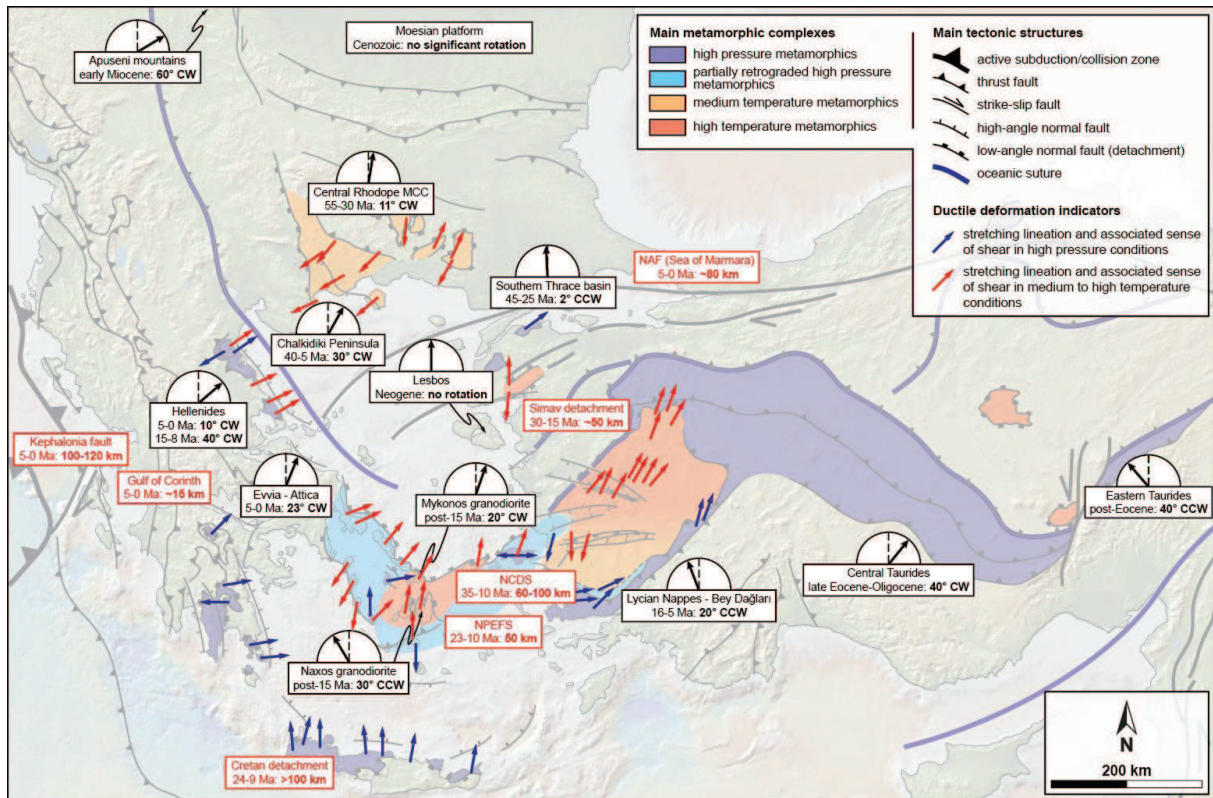 Apuseni mountains
early Miocene: 60° CW
Moesian platform
Cenozoic: no significant rotation
Main metamorphic complexes
high pressure metamorphics
partially retrograded high pressure
metamorphics
medium temperature metamorphics
high temperature metamorphics
Main tectonic structures
active subduction/collision zone
thrust fault
strike-slip fault
high-angle normal fault
low-angle normal fault (detachment)
oceanic suture
Ductile deformation indicators
stretching lineation and associated sense
of shear in high pressure conditions
stretching lineation and associated sense
of shear in medium to high temperature
conditions
Central Rhodope MCC
55-30 Ma: 11° CW
NAF (Sea of Marmara)
5-0 Ma: ~80 km
Southern Thrace basin
45-25 Ma: 2° CCW
Chalkidiki Peninsula
40-5 Ma: 30° CW
Lesbos
Neogene: no rotation
Hellenides
5-0 Ma: 10° CW
15-8 Ma: 40° CW
Simav detachment
30-15 Ma: ~50 km
Kephalonia fault
5-0 Ma: 100-120 km
Gulf of Corinth
5-0 Ma: ~15 km
Evvia - Attica
5-0 Ma: 23° CW
Mykonos granodiorite
post-15 Ma: 20° CW
Eastern Taurides
post-Eocene: 40° CCW
Central Taurides
late Eocene-Oligocene: 40° CW
NCDS
35-10 Ma: 60-100 km
Lycian Nappes - Bey Dağları
16-5 Ma: 20° CCW
NPEFS
23-10 Ma: 50 km
Naxos granodiorite
post-15 Ma: 30° CCW
Cretan detachment
24-9 Ma: >100 km
N
200 km